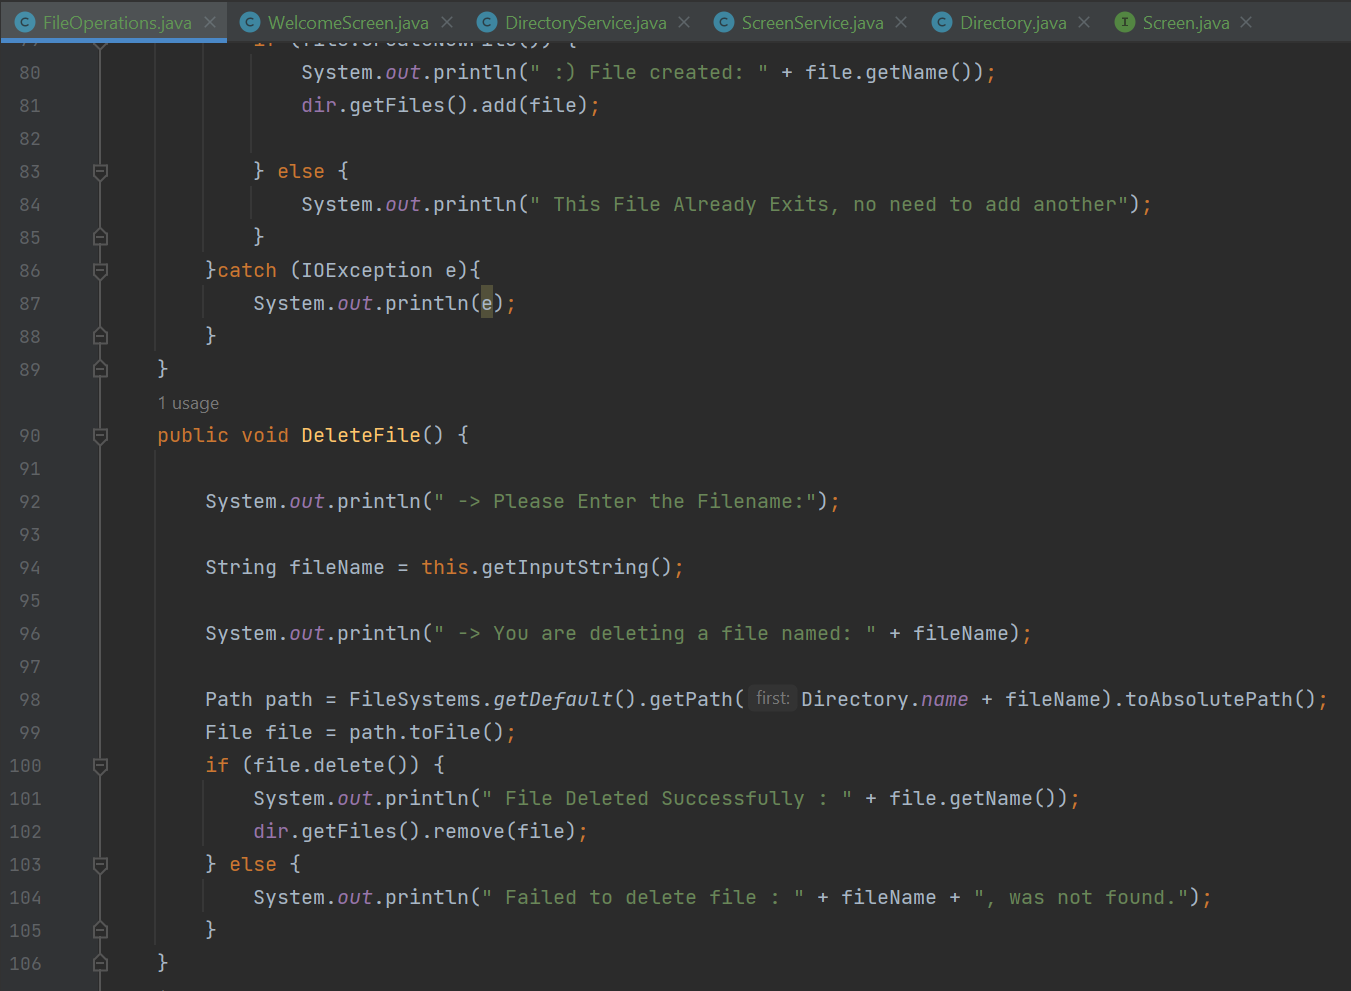 FileOperations.java WelcomeScreen.java DirectoryService.java ScreenService.java Directory.java Screen.java
80 System.out.println(" :) File created: " + file.getName());
81 dir.getFiles().add(file);
82
83 } else {
84 System.out.println(" This File Already Exits, no need to add another");
85 }
86 }catch (IOException e){
87 System.out.println(e);
88 }
89 }
1 usage
90 public void DeleteFile() {
91
92 System.out.println(" -> Please Enter the Filename:");
93
94 String fileName = this.getInputString();
95
96 System.out.println(" -> You are deleting a file named: " + fileName);
97
98 Path path = FileSystems.getDefault().getPath( first: Directory.name + fileName).toAbsolutePath();
99 File file = path.toFile();
100 if (file.delete()) {
101 System.out.println(" File Deleted Successfully : " + file.getName());
102 dir.getFiles().remove(file);
103 } else {
104 System.out.println(" Failed to delete file : " + fileName + ", was not found.");
105 }
106 }